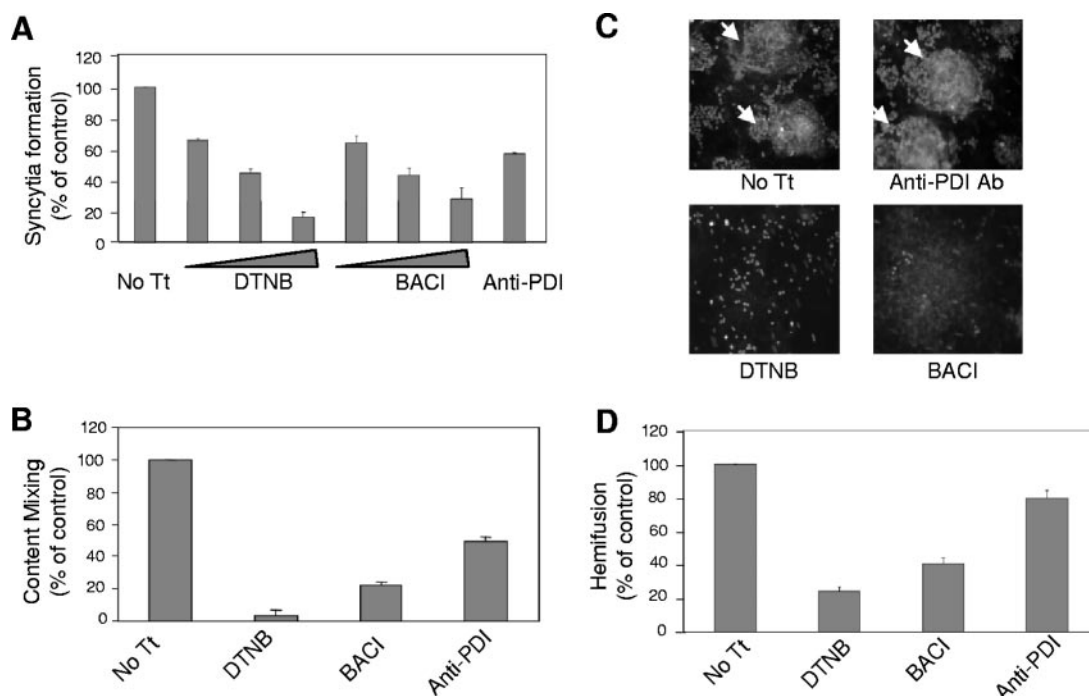 A
Syncytia formation
(% of control)
120
100
80
60
40
20
0
No Tt
DTNB
BACI
Anti-PDI
C
No Tt
Anti-PDI Ab
DTNB
BACI
B
Content Mixing
(% of control)
120
100
80
60
40
20
0
No Tt
DTNB
BACI
Anti-PDI
D
Hemifusion
(% of control)
120
100
80
60
40
20
0
No Tt
DTNB
BACI
Anti-PDI